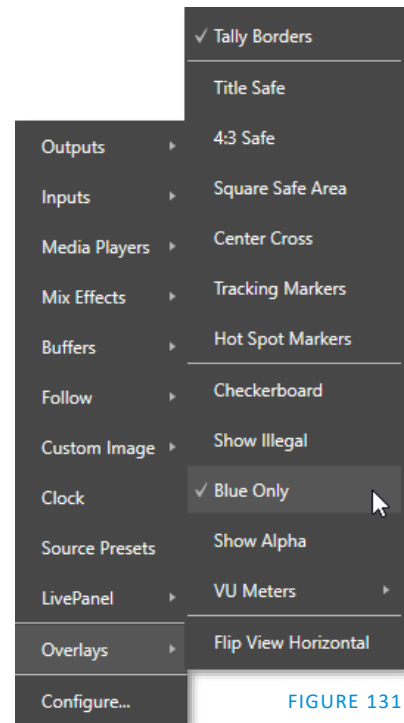 Tally Borders
Title Safe
4:3 Safe
Square Safe Area
Center Cross
Tracking Markers
Hot Spot Markers
Checkerboard
Show Illegal
Blue Only
Show Alpha
VU Meters
Flip View Horizontal
Outputs
Inputs
Media Players
Mix Effects
Buffers
Follow
Custom Image
Clock
Source Presets
LivePanel
Overlays
Configure...
FIGURE 131